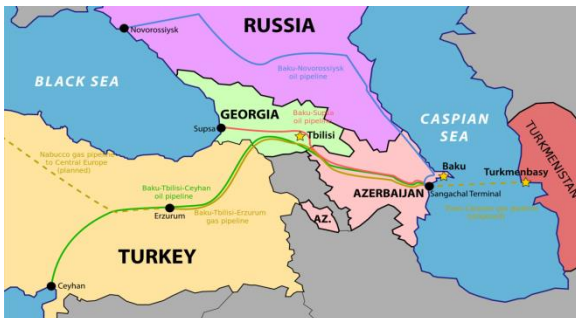 RUSSIA
Novorossiysk
BLACK SEA
Baku-Novorossiysk
oil pipeline
GEORGIA
Baku-Supsa
oil pipeline
CASPIAN
SEA
Supsa
Tbilisi
Nabucco gas pipeline
to Central Europe
(planned)
TURKMENISTAN
Baku
Turkmenbasy
Baku-Tbilisi-Ceyhan
oil pipeline
AZERBAIJAN
Sangachal Terminal
gas pipeline
Erzurum
Baku-Tbilisi-Erzurum
gas pipeline
AZ.
TURKEY
Ceyhan